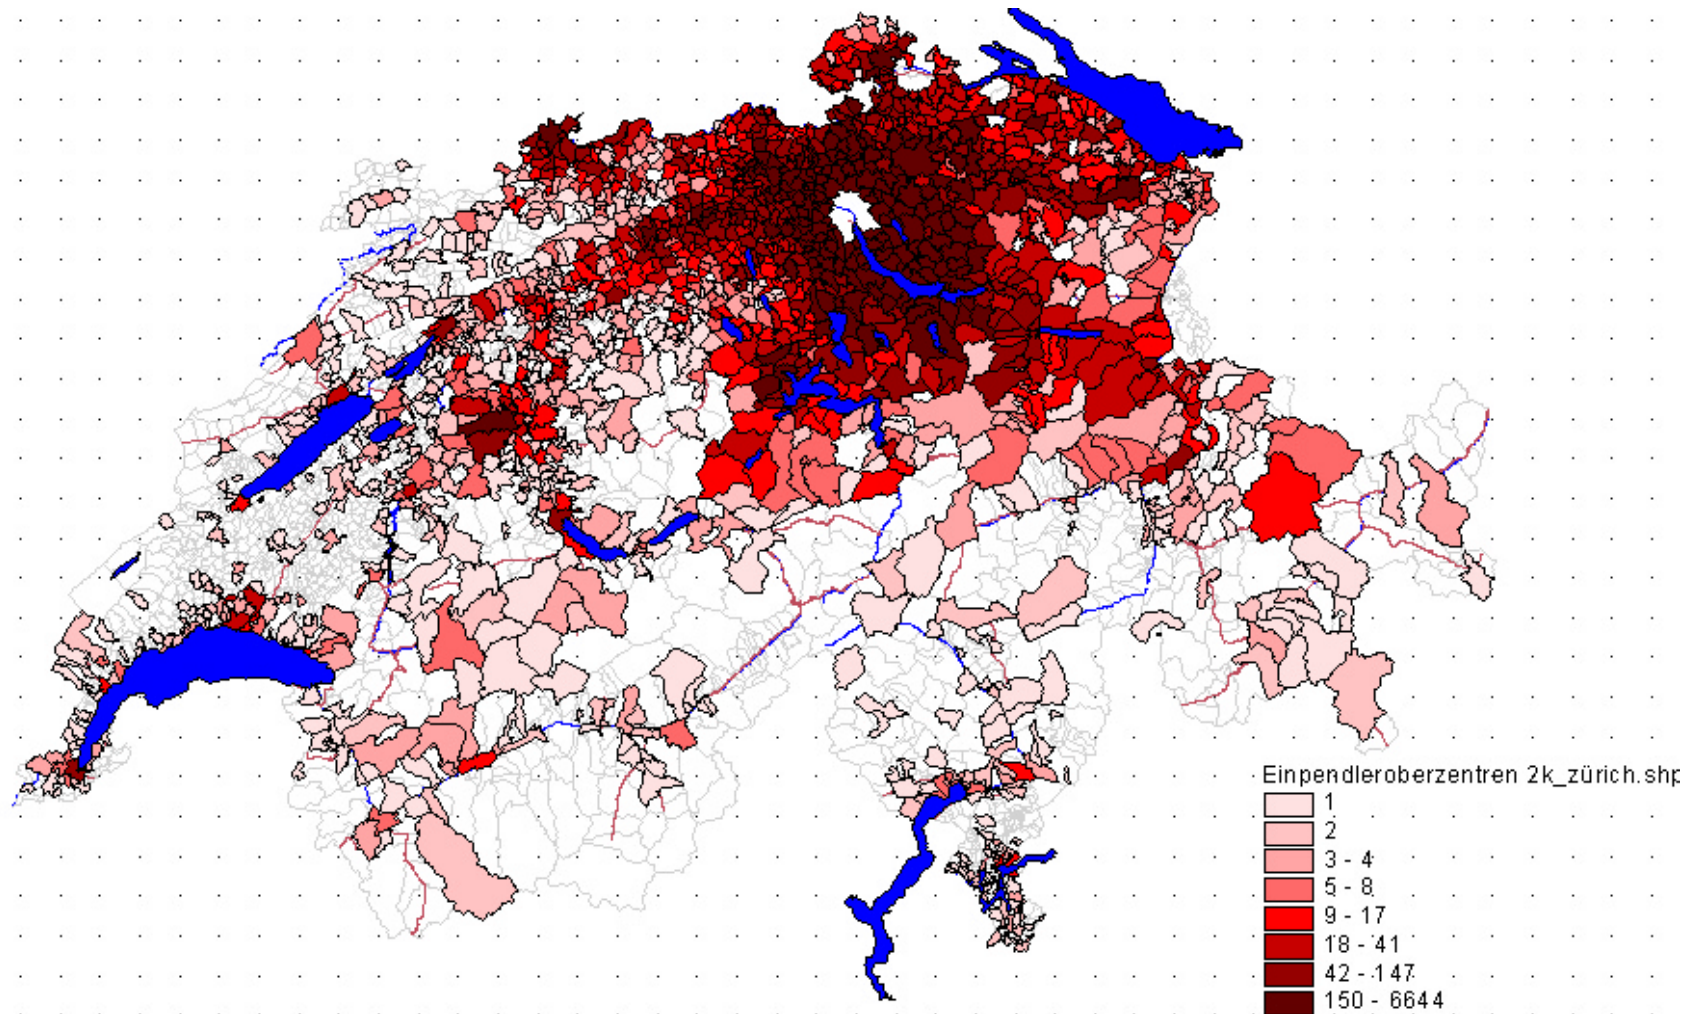 Einpendleroberzentren 2k_zürich.shp
1
2
3 - 4
5 - 8
9 - 17
18 - 41
42 - 147
150 - 6644